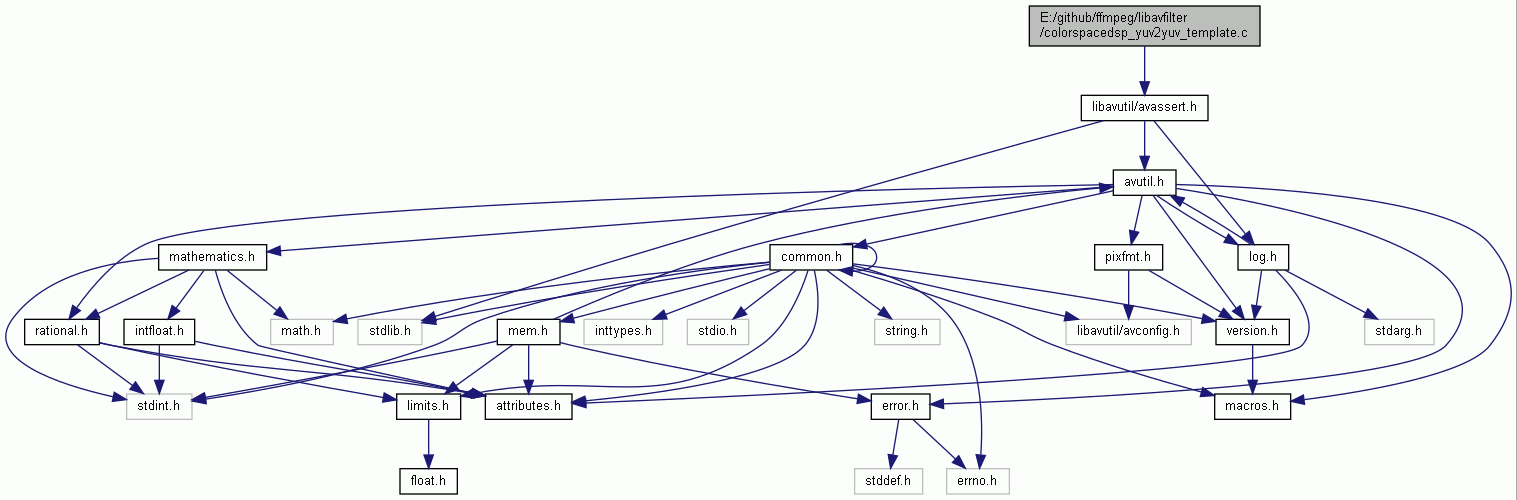 E:/github/ffmpeg/libavfilter
/colorspacedsp_yuv2yuv_template.c
libavutil/avassert.h
avutil.h
mathematics.h
common.h
pixfmt.h
log.h
rational.h
intfloat.h
math.h
stdlib.h
mem.h
inttypes.h
stdio.h
string.h
libavutil/avconfig.h
version.h
stdarg.h
stdint.h
limits.h
attributes.h
error.h
macros.h
float.h
stddef.h
errno.h